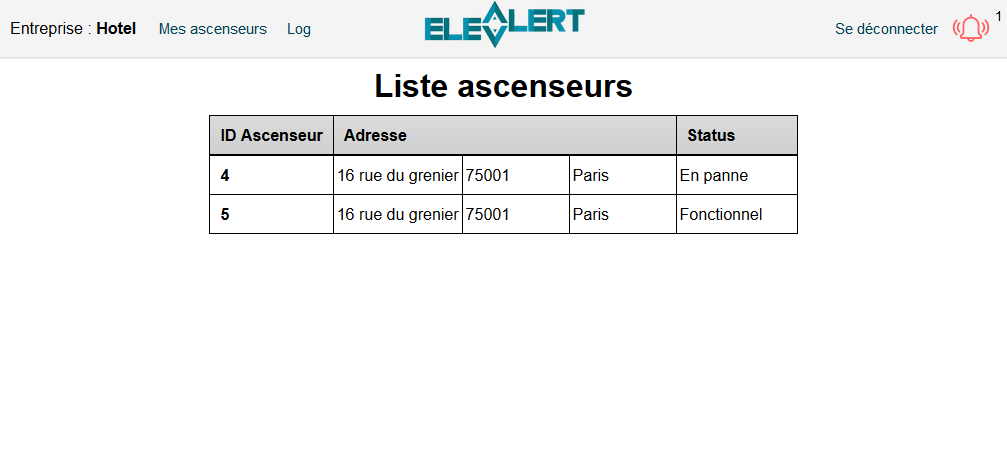 Entreprise : Hotel Mes ascenseurs Log ELEVALERT Se déconnecter 1
Liste ascenseurs
ID Ascenseur Adresse Status
4 16 rue du grenier 75001 Paris En panne
5 16 rue du grenier 75001 Paris Fonctionnel